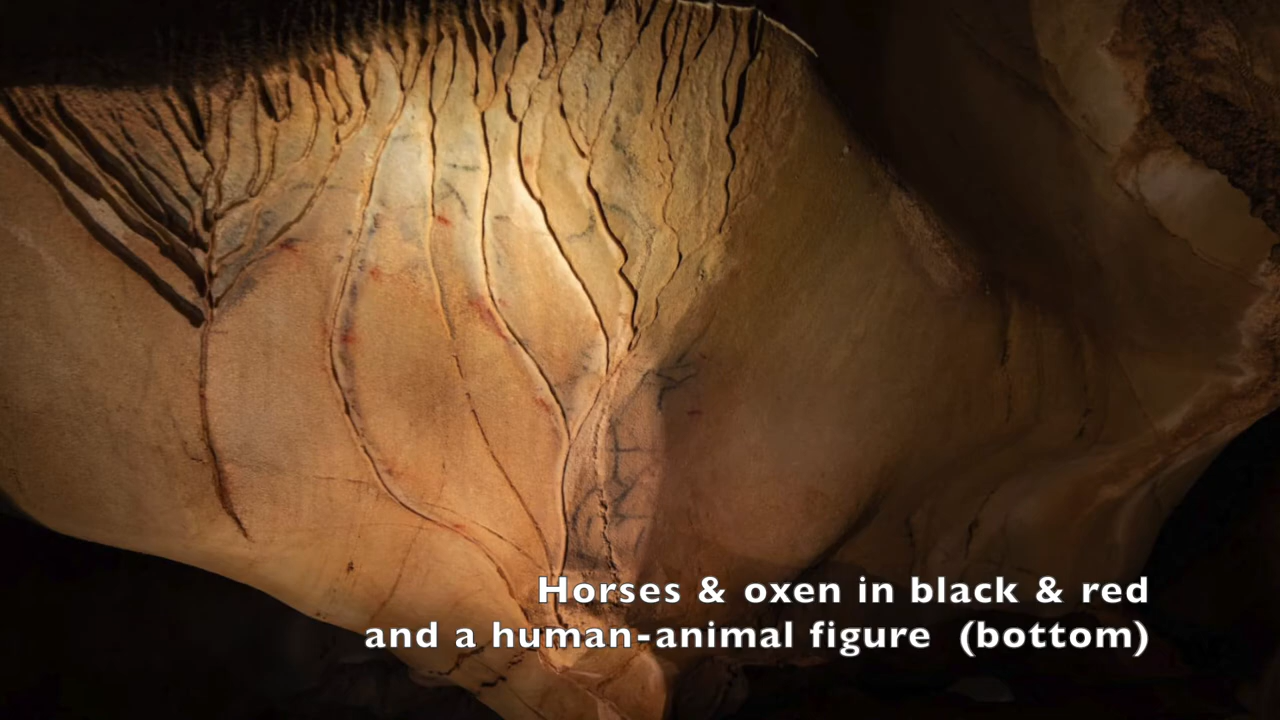 Horses & oxen in black & red
and a human-animal figure (bottom)